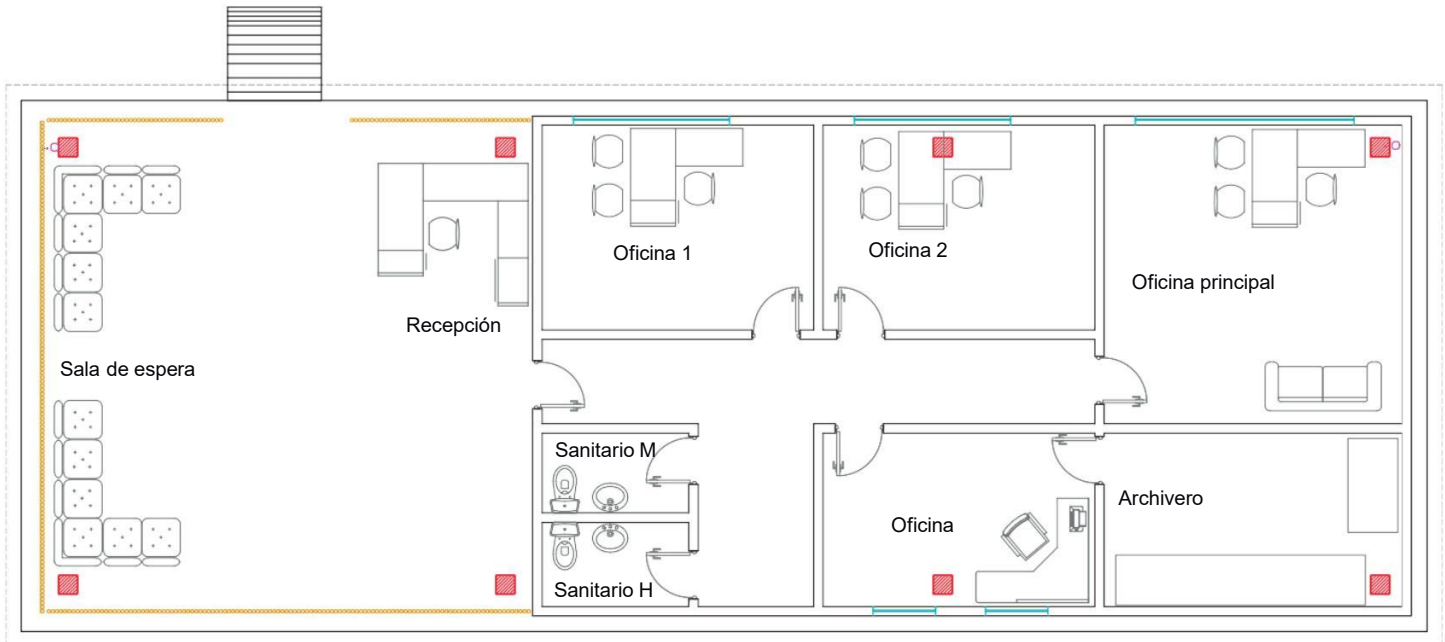 Oficina 1
Oficina 2
Oficina principal
Recepción
Sala de espera
Sanitario M
Archivero
Oficina
Sanitario H